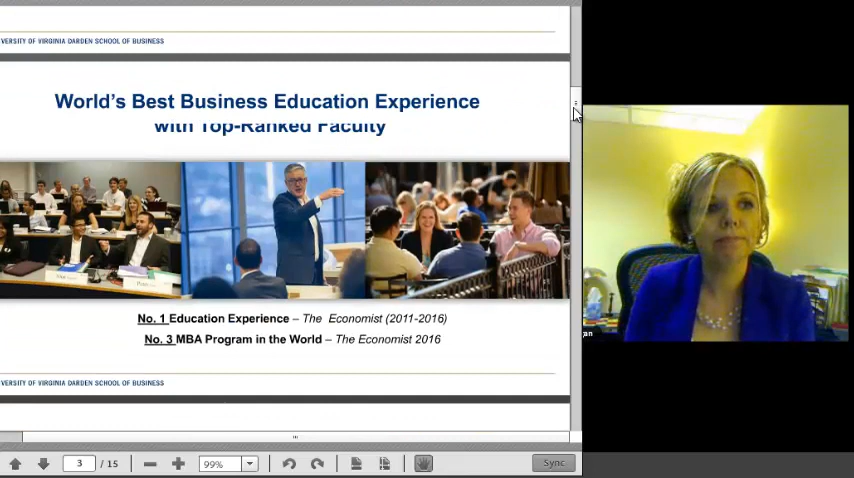 VERSITY OF VIRGINIA DARDEN SCHOOL OF BUSINESS
World's Best Business Education Experience
with Top-Ranked Faculty
No. 1 Education Experience – The Economist (2011-2016)
No. 3 MBA Program in the World – The Economist 2016
VERSITY OF VIRGINIA DARDEN SCHOOL OF BUSINESS
3 / 15
99%
Sync